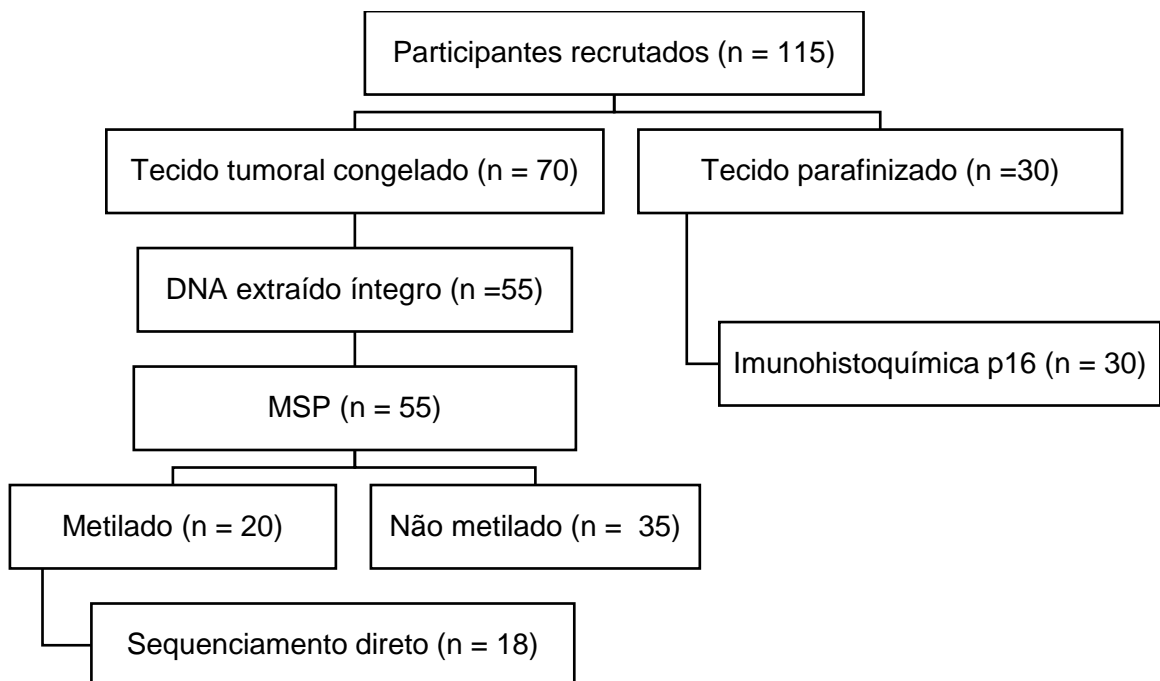 Participantes recrutados (n = 115)
Tecido tumoral congelado (n = 70)
Tecido parafinizado (n =30)
DNA extraído íntegro (n =55)
Imunohistoquímica p16 (n = 30)
MSP (n = 55)
Metilado (n = 20)
Não metilado (n =  35)
Sequenciamento direto (n = 18)